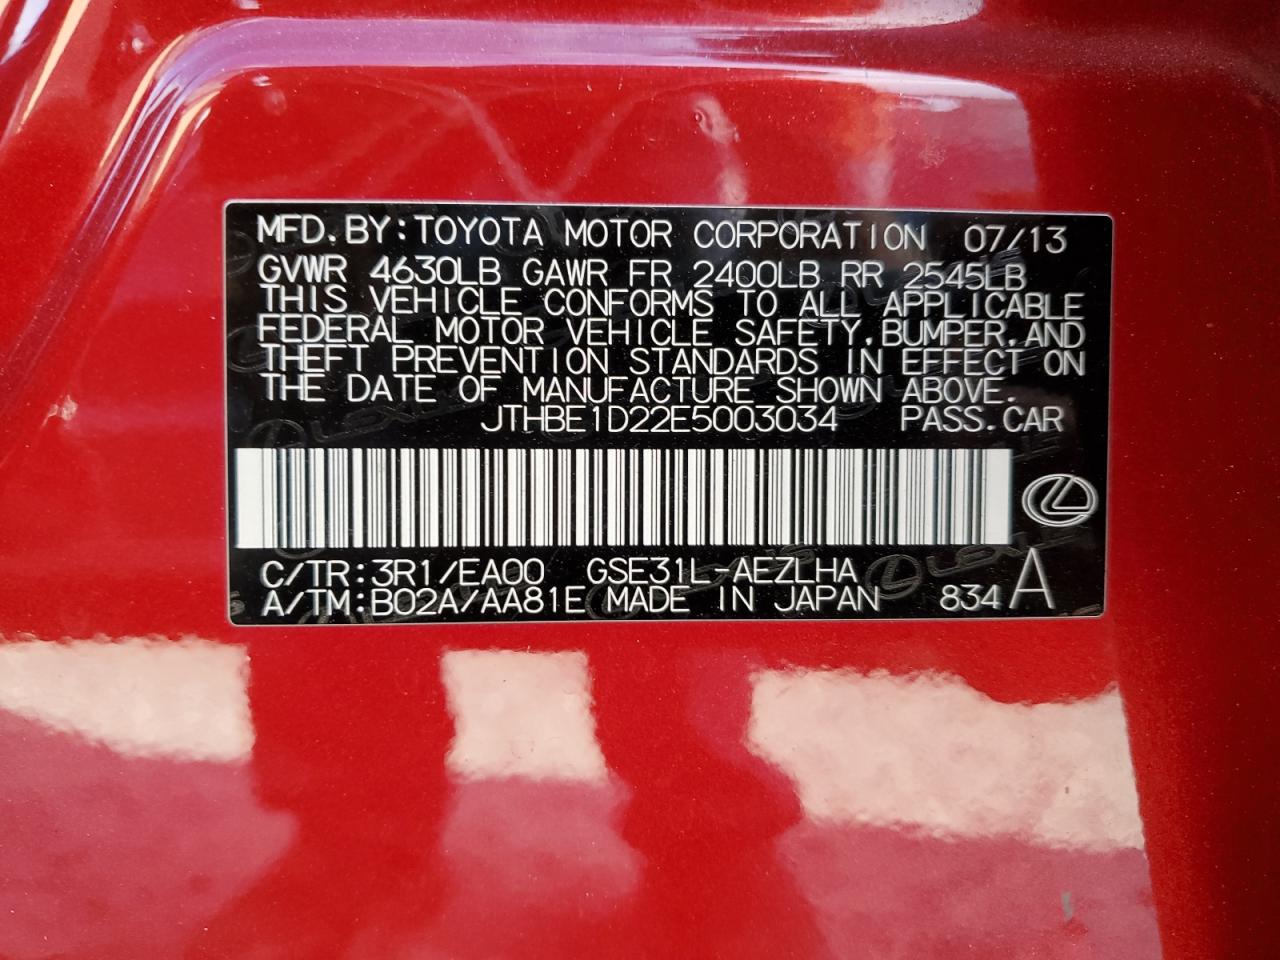 MFD. BY: TOYOTA MOTOR CORPORATION 07/13
GVWR 4630LB GAWR FR 2400LB RR 2545LB
THIS VEHICLE CONFORMS TO ALL APPLICABLE
FEDERAL MOTOR VEHICLE SAFETY, BUMPER, AND
THEFT PREVENTION STANDARDS IN EFFECT ON
THE DATE OF MANUFACTURE SHOWN ABOVE.
JTHBE1D22E5003034 PASS. CAR
C/TR: 3R1/EA00 GSE31L-AEZLHA
A/TM: B02A/AA81E MADE IN JAPAN 834 A